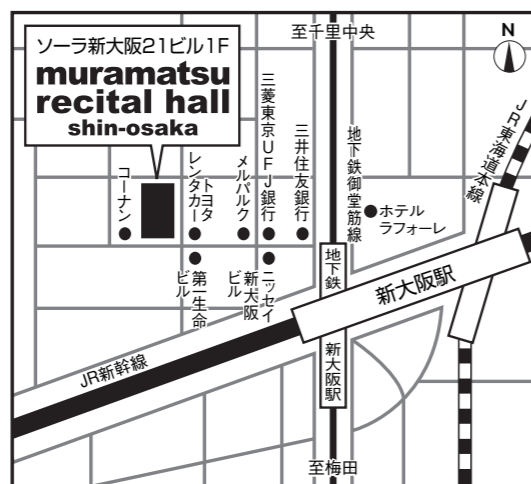 ソーラ新大阪21ビル1F
muramatsu
recital hall
shin-osaka
至千里中央
N
JR東海道本線
コーナン
トヨタ
レンタカー
メルパルク
三菱東京UFJ銀行
三井住友銀行
地下鉄御堂筋線
ホテル
ラフォーレ
第一生命
ビル
ニッセイ
新大阪
ビル
地下鉄 新大阪駅
新大阪駅
JR新幹線
至梅田